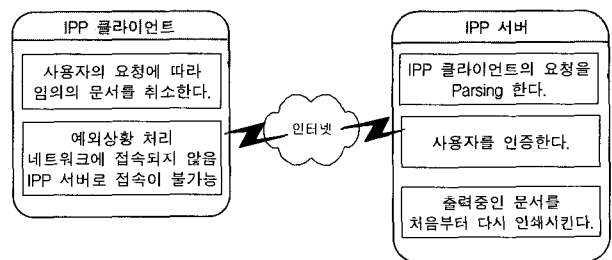 IPP 클라이언트
사용자의 요청에 따라
임의의 문서를 취소한다.
예외상황 처리
네트워크에 접속되지 않음
IPP 서버로 접속이 불가능
인터넷
IPP 서버
IPP 클라이언트의 요청을
Parsing 한다.
사용자를 인증한다.
출력중인 문서를
처음부터 다시 인쇄시킨다.